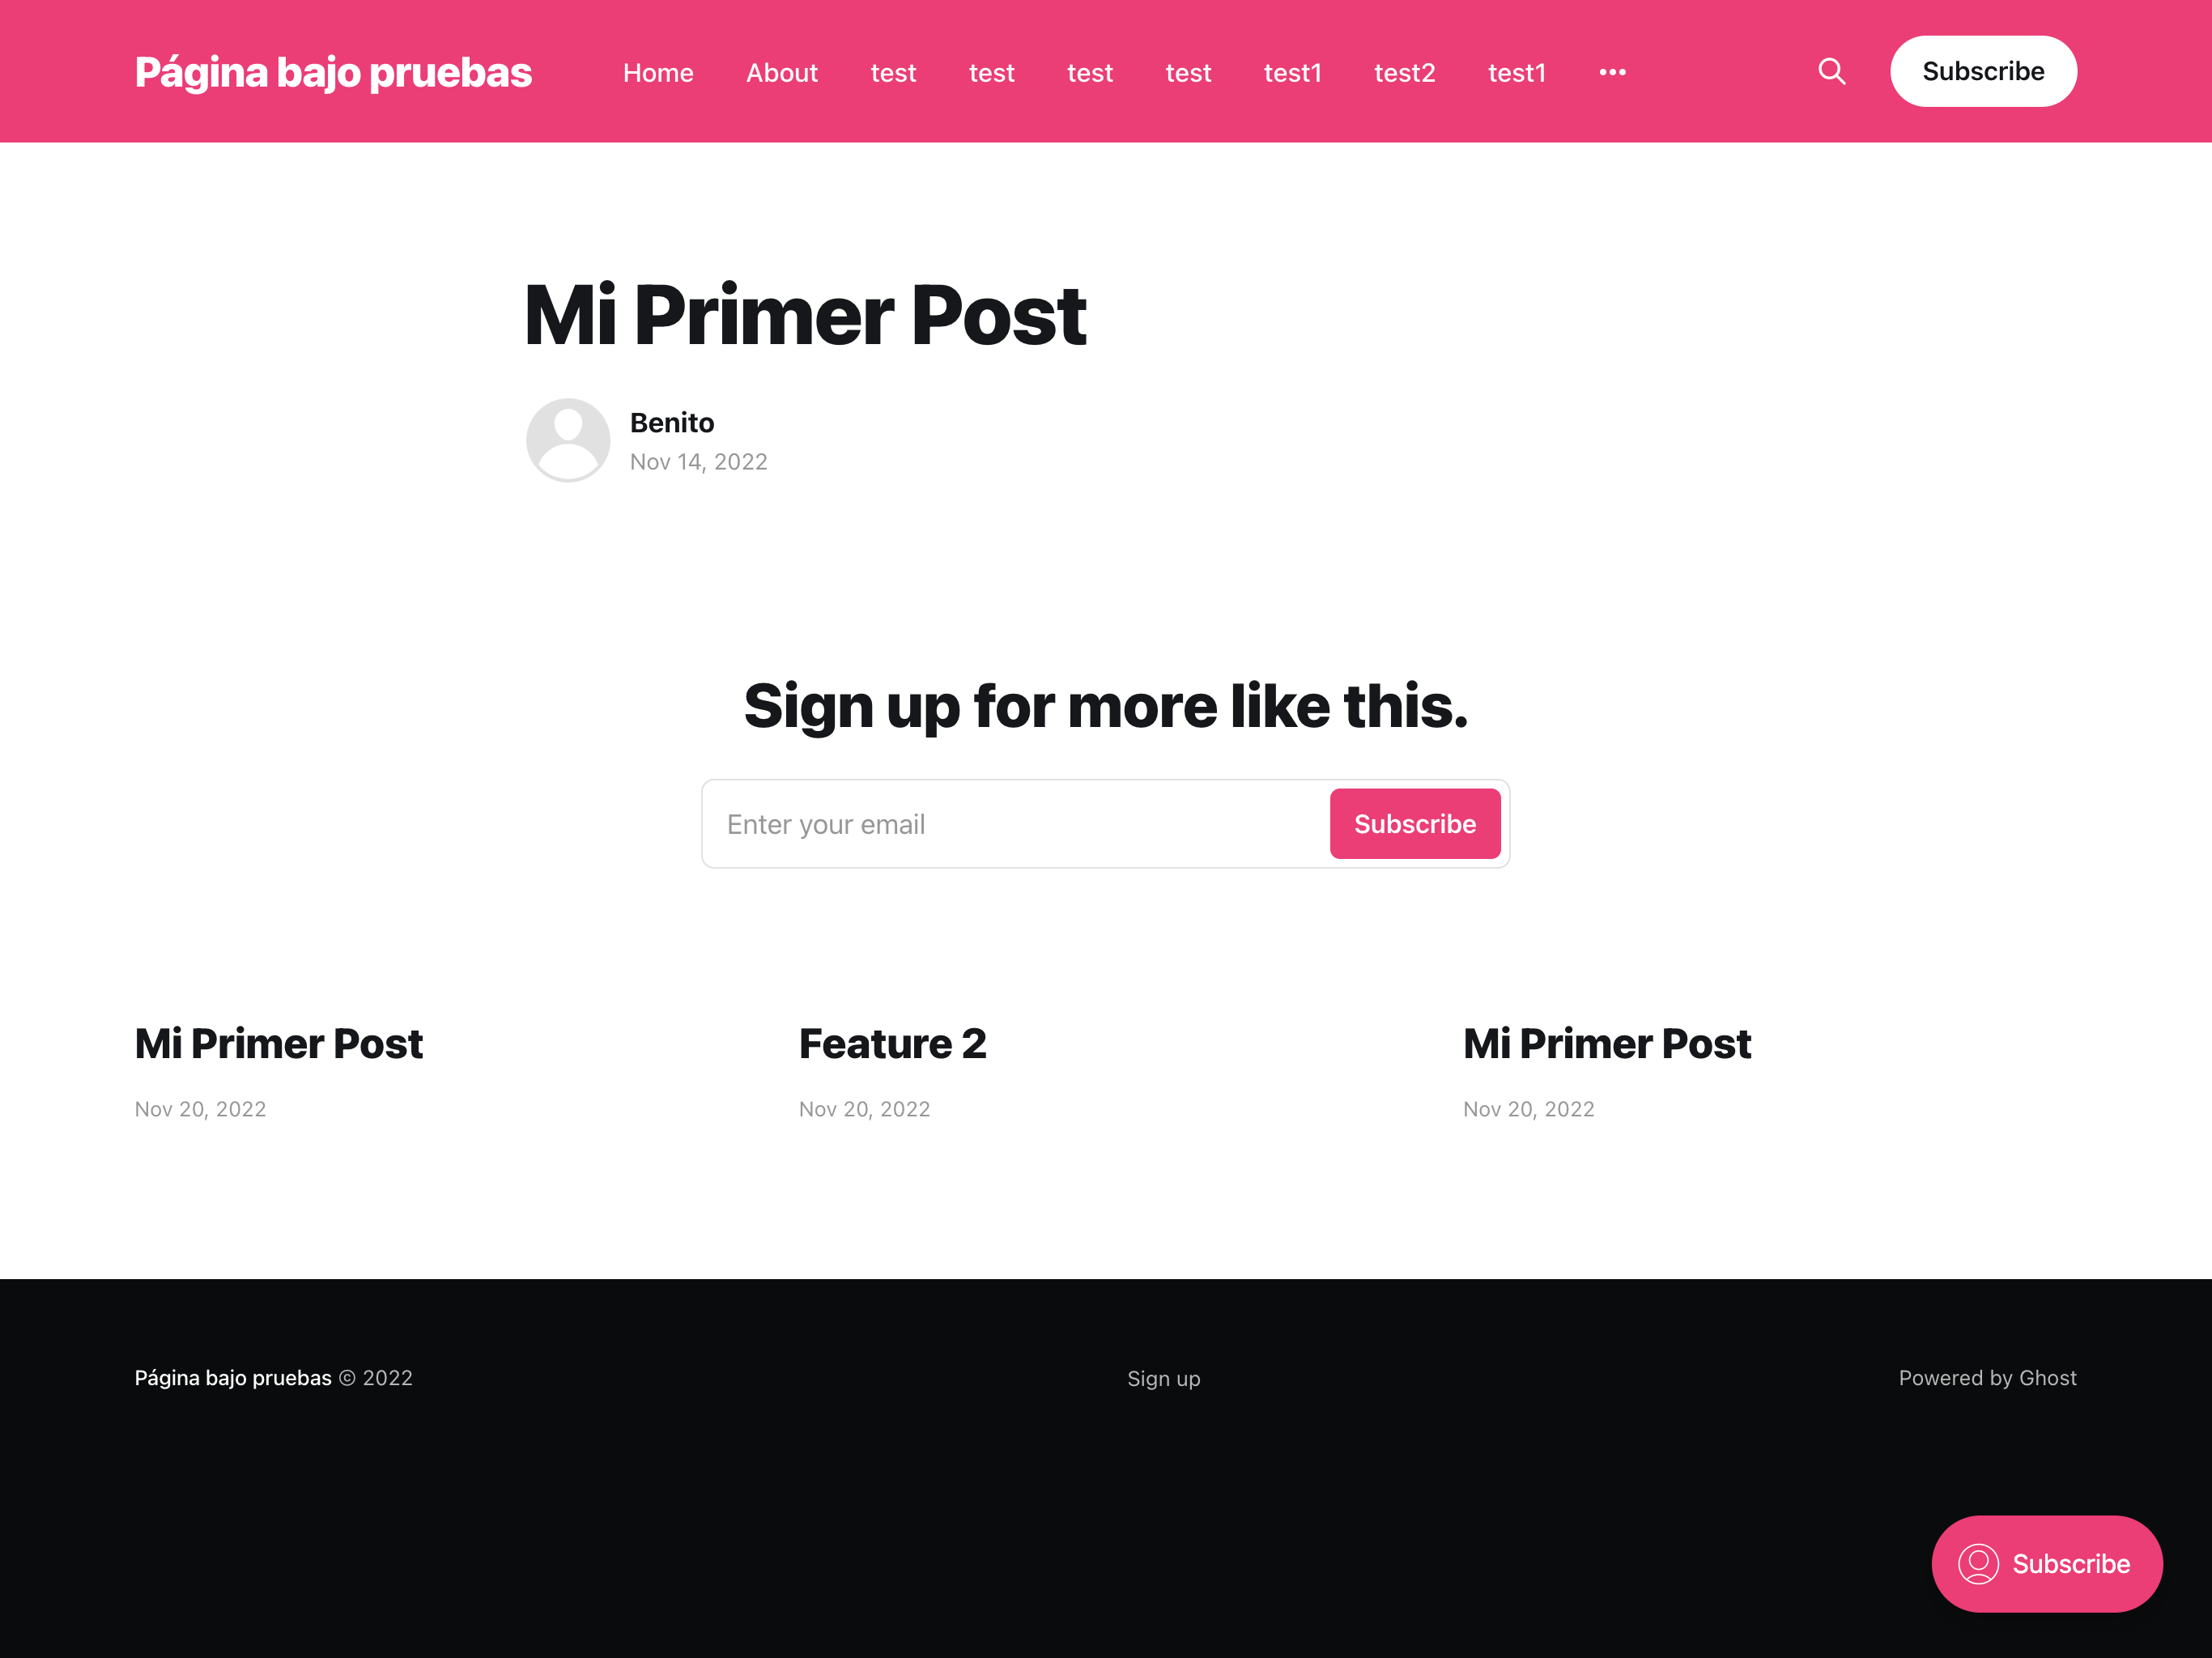 Página bajo pruebas
Home About test test test test test1 test2 test1 •••
Subscribe
Mi Primer Post
Benito
Nov 14, 2022
Sign up for more like this.
Enter your email
Subscribe
Mi Primer Post
Nov 20, 2022
Feature 2
Nov 20, 2022
Mi Primer Post
Nov 20, 2022
Página bajo pruebas © 2022
Sign up
Powered by Ghost
Subscribe